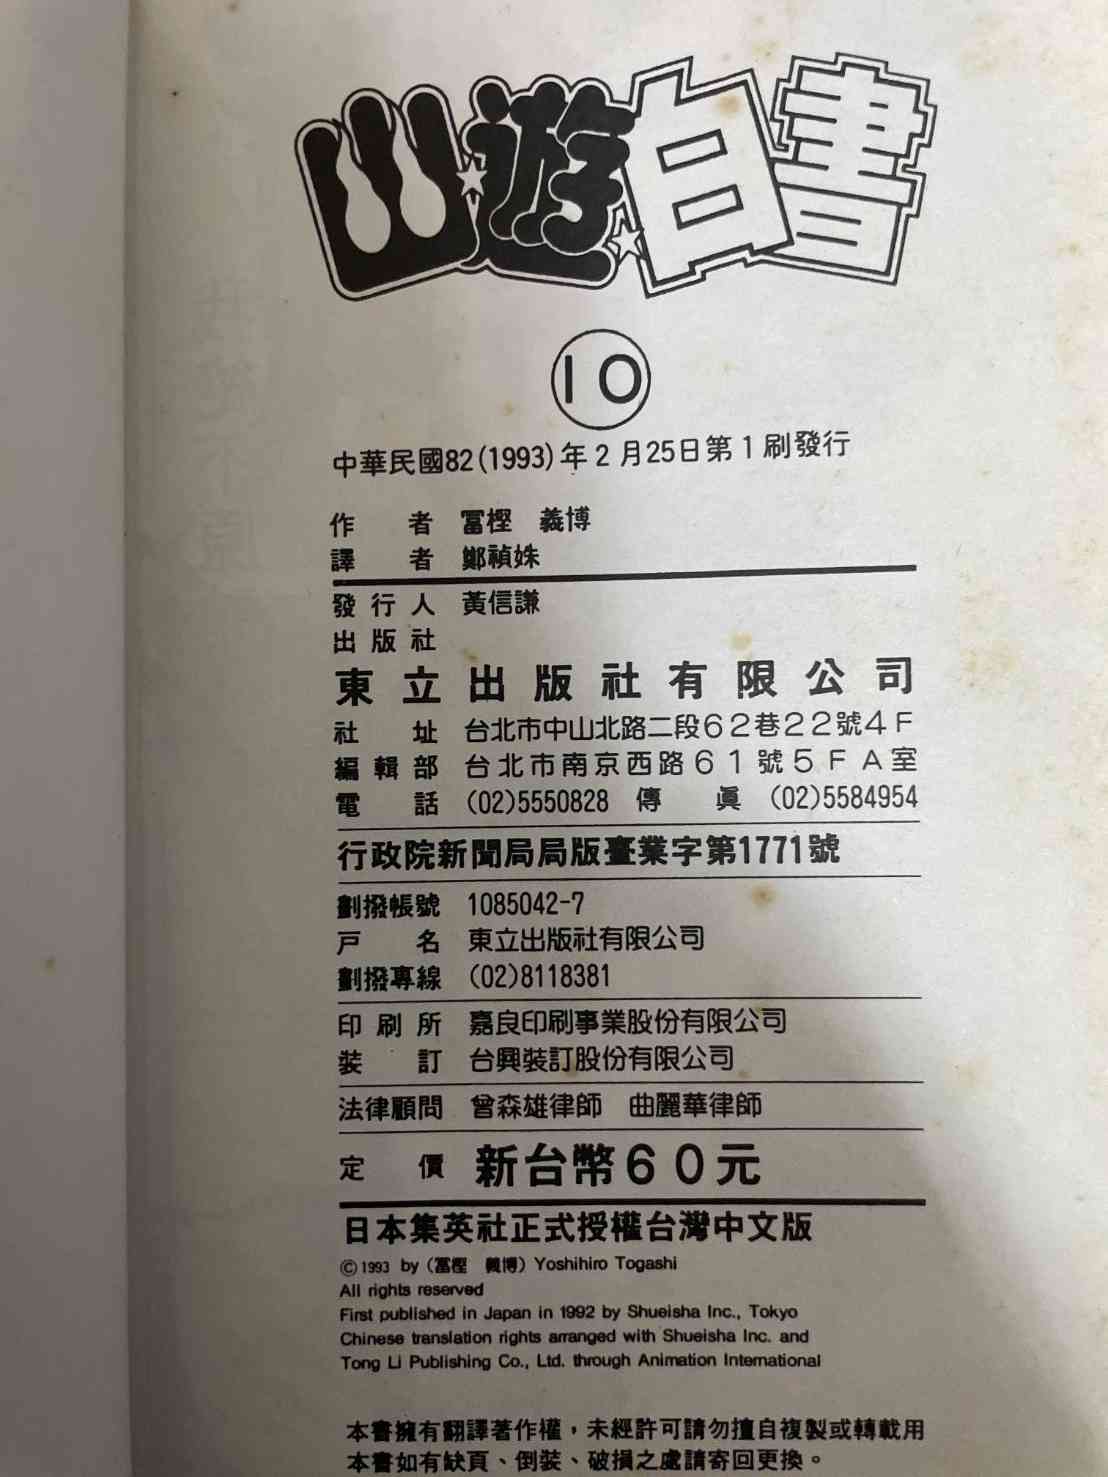 幽遊白書
10
中華民國82(1993)年2月25日第1刷發行
作者 冨樫 義博
譯者 鄭禎姝
發行人 黃信謙
出版社
東立出版社有限公司
社址 台北市中山北路二段62巷22號4F
編輯部 台北市南京西路61號5FA室
電話 (02)5550828 傳真 (02)5584954
行政院新聞局局版臺業字第1771號
劃撥帳號 1085042-7
戶名 東立出版社有限公司
劃撥專線 (02)8118381
印刷所 嘉良印刷事業股份有限公司
裝訂 台興裝訂股份有限公司
法律顧問 曾森雄律師 曲麗華律師
定價 新台幣60元
日本集英社正式授權台灣中文版
©1993 by (冨樫 義博) Yoshihiro Togashi
All rights reserved
First published in Japan in 1992 by Shueisha Inc., Tokyo
Chinese translation rights arranged with Shueisha Inc. and
Tong Li Publishing Co., Ltd. through Animation International
本書擁有翻譯著作權，未經許可請勿擅自複製或轉載用
本書如有缺頁、倒裝、破損之處請寄回更換。